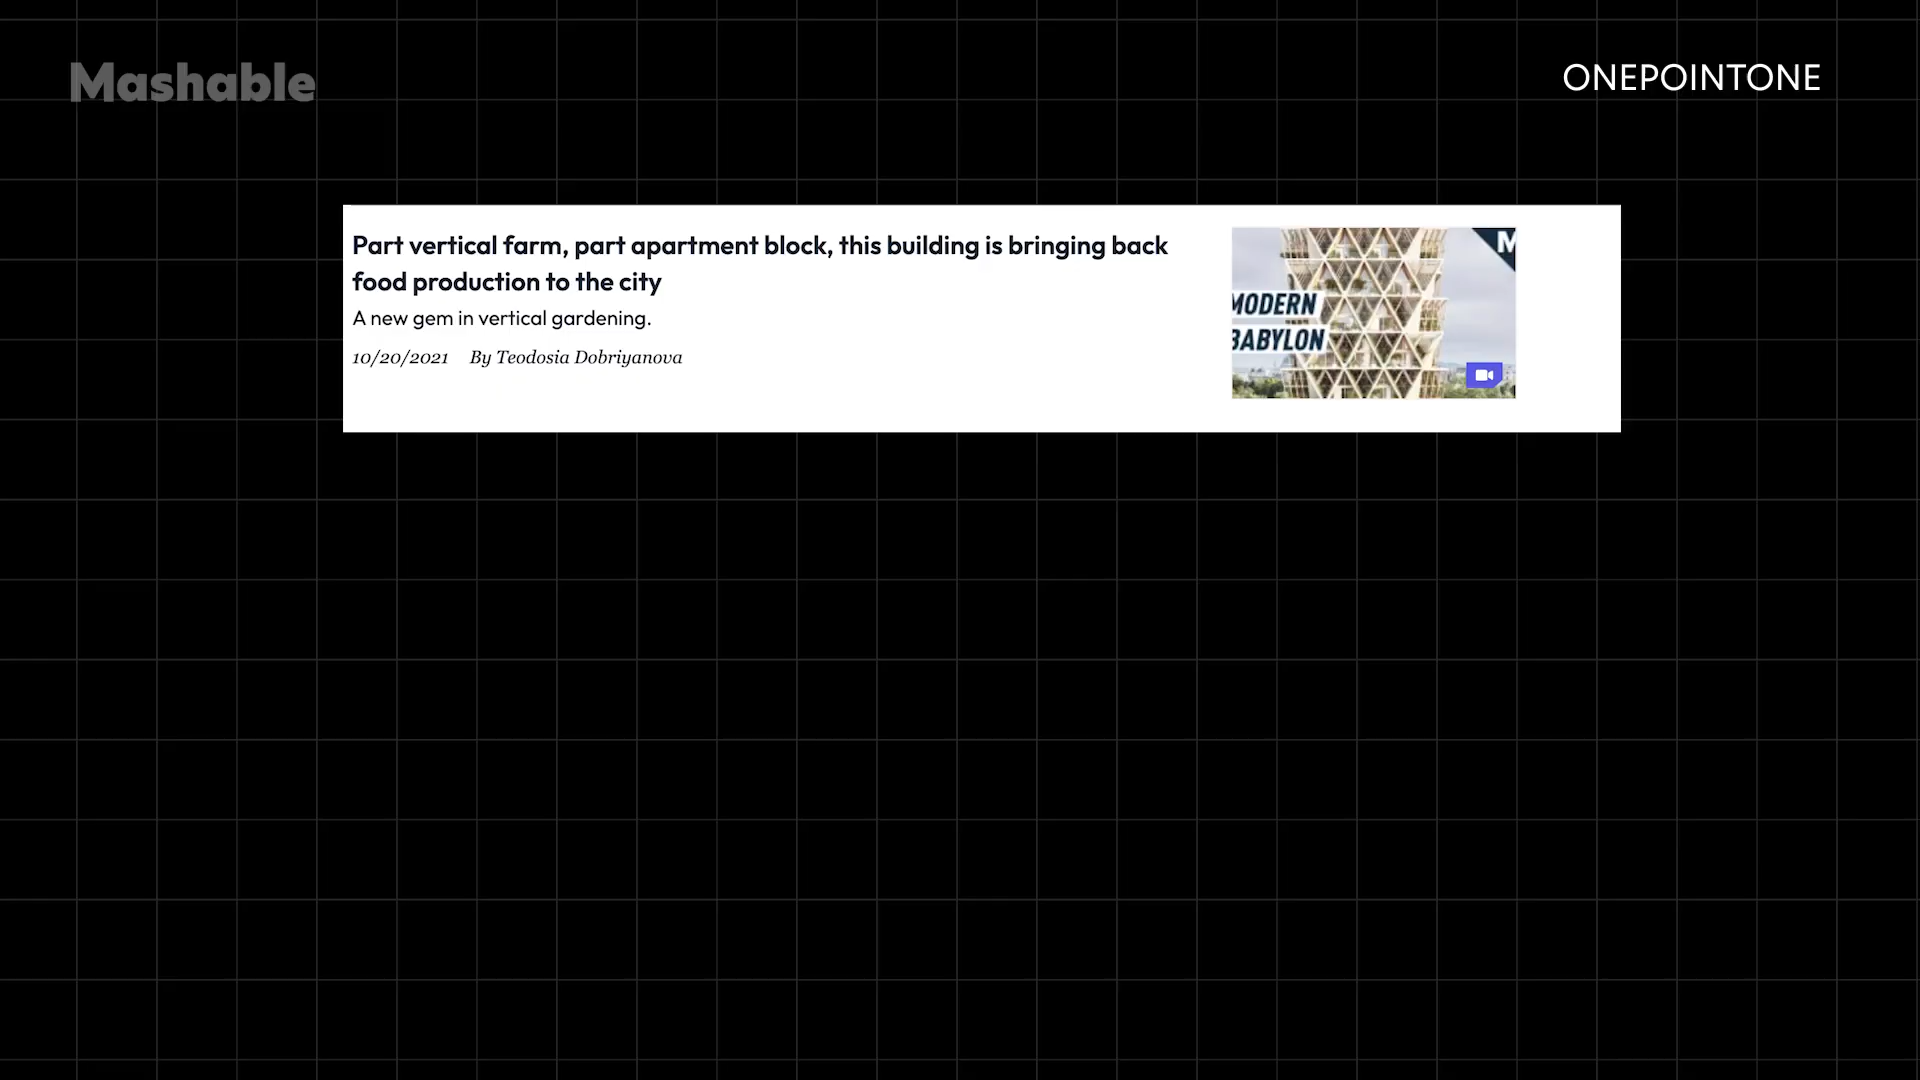 Mashable
ONEPOINTONE
Part vertical farm, part apartment block, this building is bringing back
food production to the city
A new gem in vertical gardening.
10/20/2021 By Teodosia Dobriyanova
M
MODERN
BABYLON